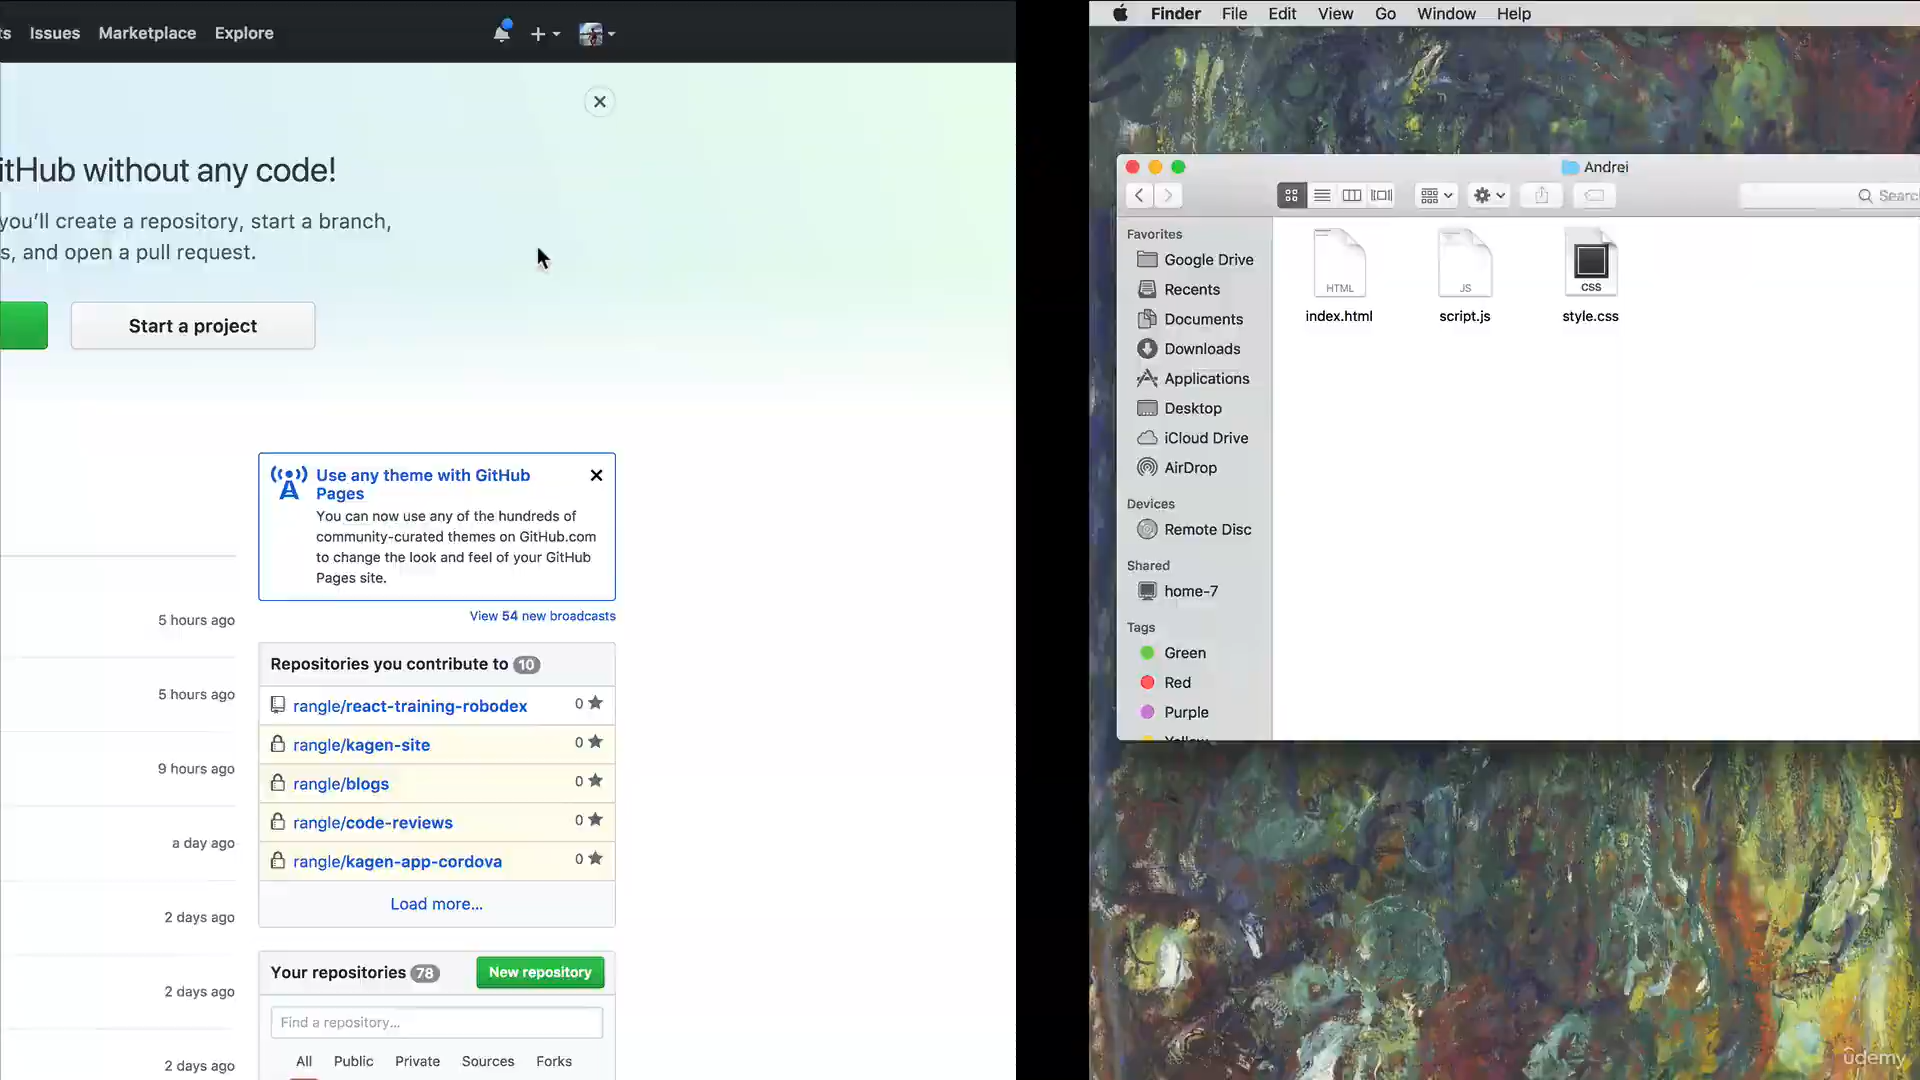 ts Issues Marketplace Explore
itHub without any code!
you'll create a repository, start a branch,
s, and open a pull request.
Start a project
Use any theme with GitHub
Pages
You can now use any of the hundreds of
community-curated themes on GitHub.com
to change the look and feel of your GitHub
Pages site.
View 54 new broadcasts
5 hours ago
5 hours ago
9 hours ago
a day ago
2 days ago
2 days ago
2 days ago
Repositories you contribute to 10
rangle/react-training-robodex 0
rangle/kagen-site 0
rangle/blogs 0
rangle/code-reviews 0
rangle/kagen-app-cordova 0
Load more...
Your repositories 78 New repository
Find a repository...
All Public Private Sources Forks
Finder File Edit View Go Window Help
Andrei
Search
Favorites
Google Drive
Recents
Documents
Downloads
Applications
Desktop
iCloud Drive
AirDrop
Devices
Remote Disc
Shared
home-7
Tags
Green
Red
Purple
Yellow
HTML JS CSS
index.html script.js style.css
ûdemy